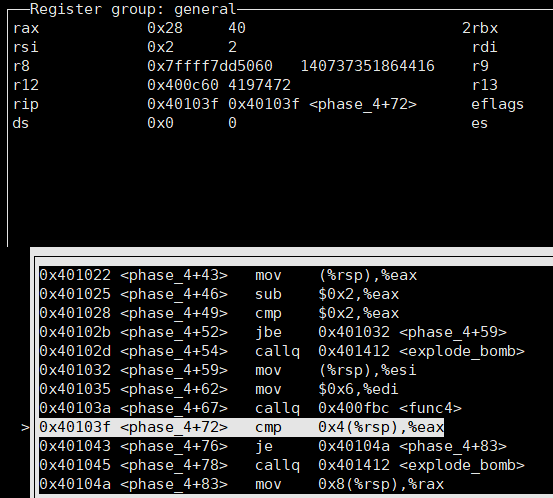 Register group: general
rax 0x28 40 2rbx
rsi 0x2 2 rdi
r8 0x7ffff7dd5060 140737351864416 r9
r12 0x400c60 4197472 r13
rip 0x40103f 0x40103f <phase_4+72> eflags
ds 0x0 0 es
0x401022 <phase_4+43> mov (%rsp),%eax
0x401025 <phase_4+46> sub $0x2,%eax
0x401028 <phase_4+49> cmp $0x2,%eax
0x40102b <phase_4+52> jbe 0x401032 <phase_4+59>
0x40102d <phase_4+54> callq 0x401412 <explode_bomb>
0x401032 <phase_4+59> mov (%rsp),%esi
0x401035 <phase_4+62> mov $0x6,%edi
0x40103a <phase_4+67> callq 0x400fbc <func4>
>0x40103f <phase_4+72> cmp 0x4(%rsp),%eax
0x401043 <phase_4+76> je 0x40104a <phase_4+83>
0x401045 <phase_4+78> callq 0x401412 <explode_bomb>
0x40104a <phase_4+83> mov 0x8(%rsp),%rax